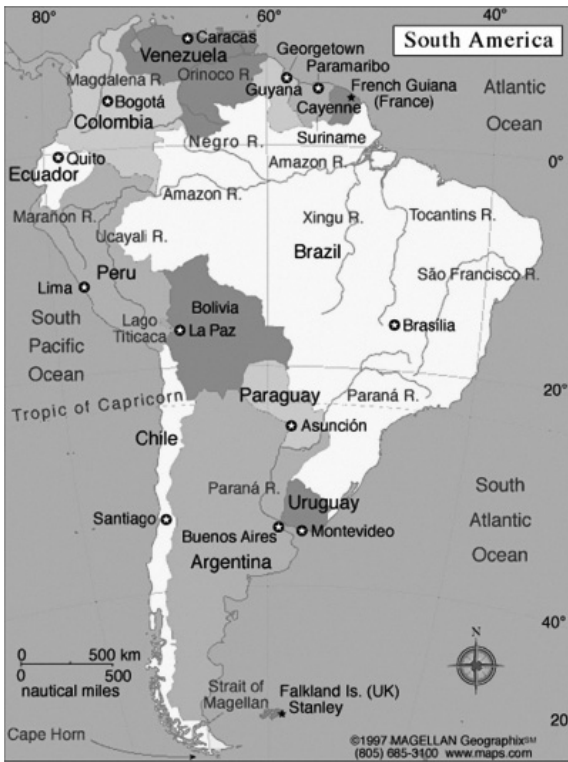 80°
60°
40°
South America
Caracas
Venezuela
Georgetown
Paramaribo
Magdalena R.
Orinoco R.
Guyana
French Guiana
(France)
Atlantic
Ocean
Bogotá
Cayenne
Colombia
Suriname
Negro R.
Quito
Amazon R.
0°
Ecuador
Amazon R.
Marañon R.
Xingu R.
Tocantins R.
Ucayali R.
Brazil
Peru
São Francisco R.
Lima
Bolivia
South
Pacific
Ocean
Lago
Titicaca
La Paz
Brasília
Paraguay
Paraná R.
20°
Tropic of Capricorn
Asunción
Chile
Paraná R.
Uruguay
South
Atlantic
Ocean
Santiago
Buenos Aires
Montevideo
Argentina
40°
N
0 500 km
0 500
nautical miles
Strait of
Magellan
Falkland Is. (UK)
Stanley
Cape Horn
20
©1997 MAGELLAN Geographix℠
(805) 685-3100 www.maps.com